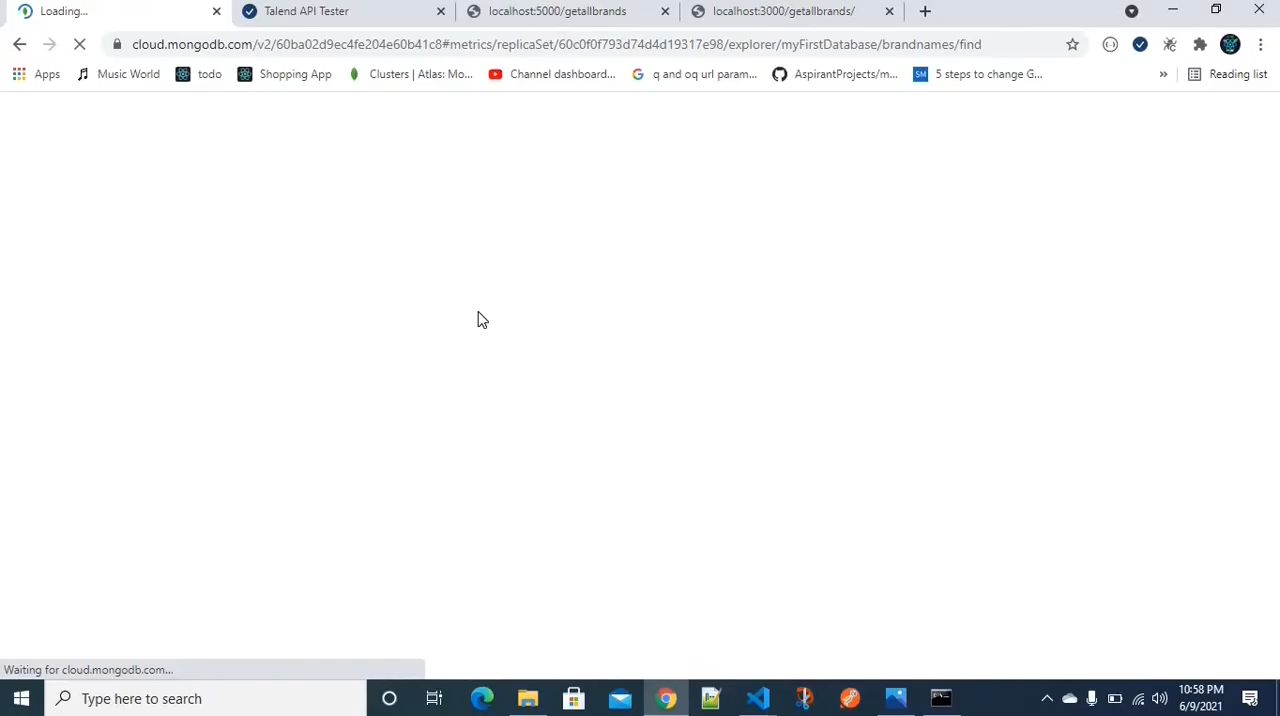 Loading...
Talend API Tester
localhost:5000/getallbrands
localhost:3000/getallbrands/
cloud.mongodb.com/v2/60ba02d9ec4fe204e60b41c8#metrics/replicaSet/60c0f0f793d74d4d19317e98/explorer/myFirstDatabase/brandnames/find
Apps
Music World
todo
Shopping App
Clusters | Atlas: Mo...
Channel dashboard...
q and oq url param...
AspirantProjects/m...
SM
5 steps to change G...
»
Reading list
Waiting for cloud.mongodb.com...
Type here to search
10:58 PM
6/9/2021